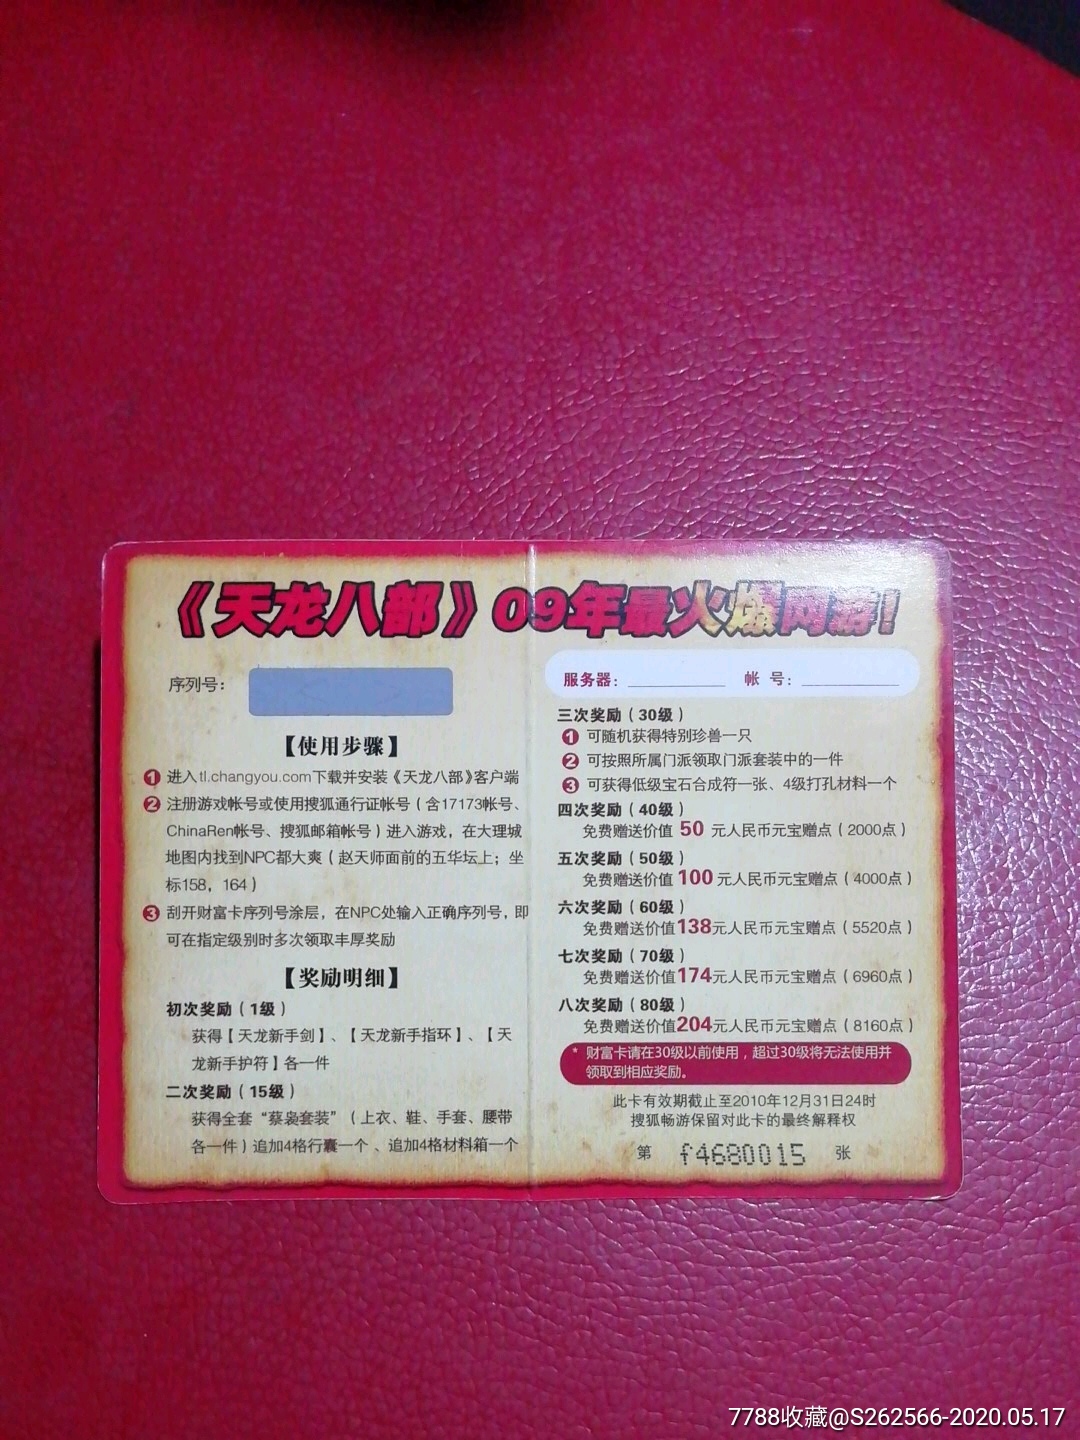 《天龙八部》09年最火爆网游!
序列号:
【使用步骤】
1 进入tl.changyou.com下载并安装《天龙八部》客户端
2 注册游戏帐号或使用搜狐通行证帐号(含17173帐号、
ChinaRen帐号、搜狐邮箱帐号)进入游戏,在大理城
地图内找到NPC都大爽(赵天师面前的五华坛上;坐
标158,164)
3 刮开财富卡序列号涂层,在NPC处输入正确序列号,即
可在指定级别时多次领取丰厚奖励
【奖励明细】
初次奖励(1级)
获得【天龙新手剑】、【天龙新手指环】、【天
龙新手护符】各一件
二次奖励(15级)
获得全套“蔡枭套装”(上衣、鞋、手套、腰带
各一件)追加4格行囊一个、追加4格材料箱一个
服务器: 帐 号:
三次奖励(30级)
1 可随机获得特别珍兽一只
2 可按照所属门派领取门派套装中的一件
3 可获得低级宝石合成符一张、4级打孔材料一个
四次奖励(40级)
免费赠送价值 50 元人民币元宝赠点(2000点)
五次奖励(50级)
免费赠送价值 100 元人民币元宝赠点(4000点)
六次奖励(60级)
免费赠送价值138元人民币元宝赠点(5520点)
七次奖励(70级)
免费赠送价值174元人民币元宝赠点(6960点)
八次奖励(80级)
免费赠送价值204元人民币元宝赠点(8160点)
* 财富卡请在30级以前使用,超过30级将无法使用并
领取到相应奖励。
此卡有效期截止至2010年12月31日24时
搜狐畅游保留对此卡的最终解释权
第 f4680015 张
7788收藏@S262566-2020.05.17